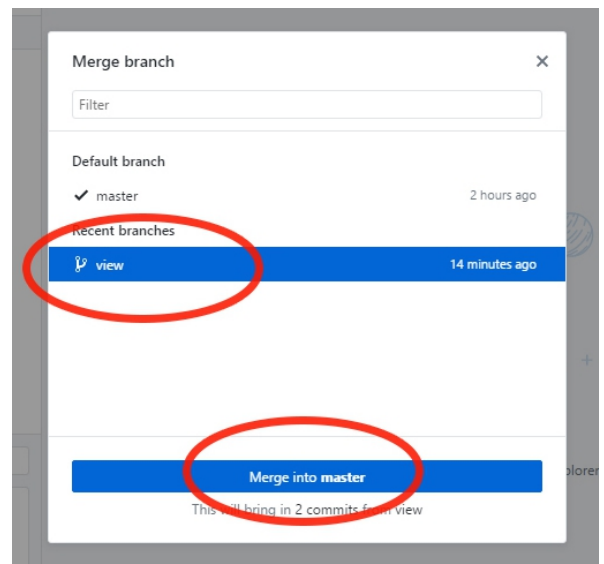 Merge branch
Filter
Default branch
master 2 hours ago
Recent branches
view 14 minutes ago
Merge into master
This will bring in 2 commits from view
plorer